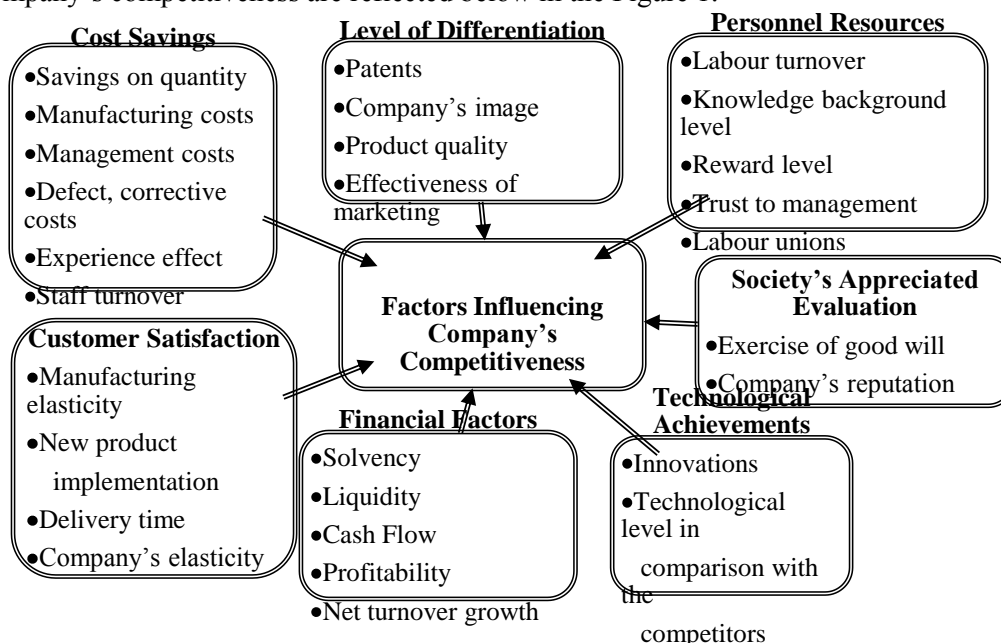 mpany's competitiveness are reflected below in the Figure 1.
Cost Savings
•Savings on quantity
•Manufacturing costs
•Management costs
•Defect, corrective
costs
•Experience effect
•Staff turnover
Level of Differentiation
•Patents
•Company's image
•Product quality
•Effectiveness of
marketing
Personnel Resources
•Labour turnover
•Knowledge background
level
•Reward level
•Trust to management
•Labour unions
Factors Influencing
Company's
Competitiveness
Society's Appreciated
Evaluation
•Exercise of good will
•Company's reputation
Customer Satisfaction
•Manufacturing
elasticity
•New product
implementation
•Delivery time
•Company's elasticity
Financial Factors
•Solvency
•Liquidity
•Cash Flow
•Profitability
•Net turnover growth
Technological
Achievements
•Innovations
•Technological
level in
comparison with
the
competitors